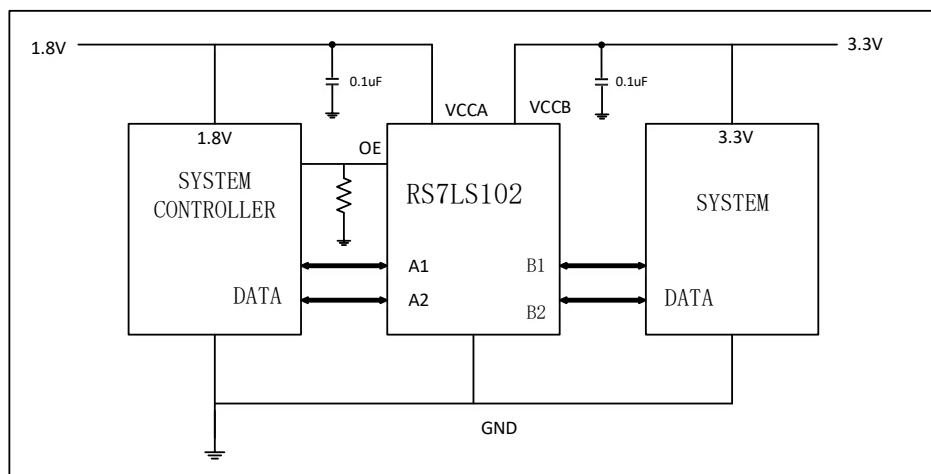 1.8V
3.3V
0.1uF
0.1uF
VCCA
VCCB
1.8V
SYSTEM
CONTROLLER
DATA
OE
RS7LS102
A1
A2
B1
B2
3.3V
SYSTEM
DATA
GND